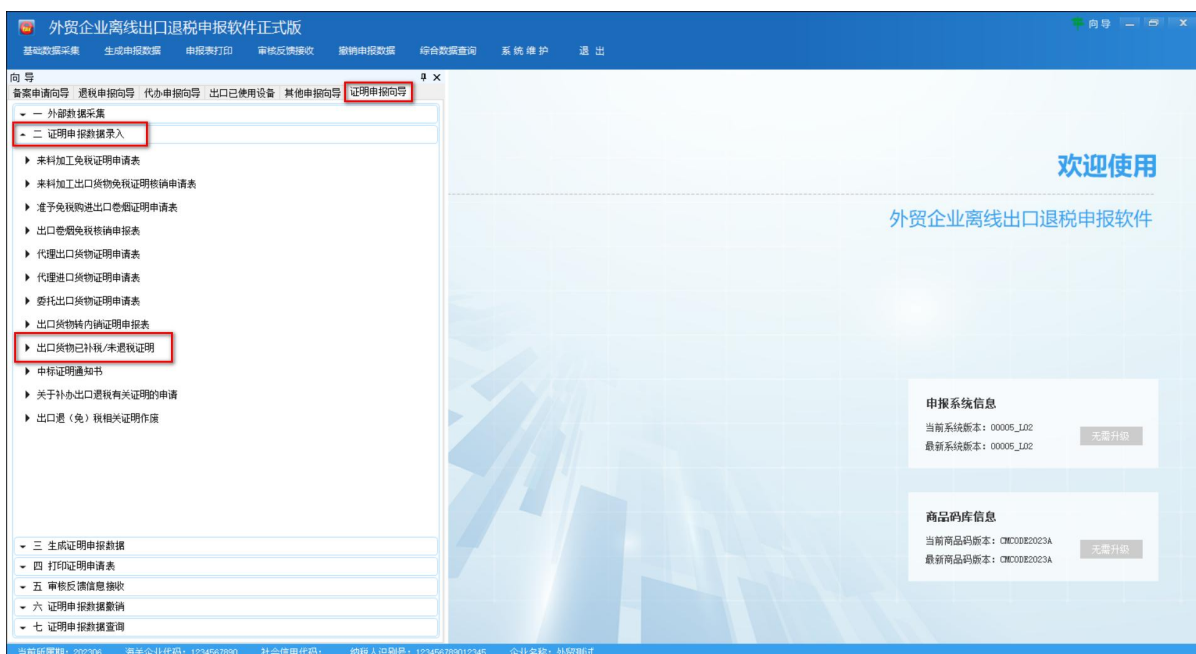 外贸企业离线出口退税申报软件正式版
向导
基础数据采集 生成申报数据 申报表打印 审核反馈接收 撤销申报数据 综合数据查询 系统维护 退出
向导
备案申请向导 退税申报向导 代办申报向导 出口已使用设备 其他申报向导 证明申报向导
一 外部数据采集
二 证明申报数据录入
来料加工免税证明申请表
来料加工出口货物免税证明核销申请表
准予免税购进出口卷烟证明申请表
出口卷烟免税核销申报表
代理出口货物证明申请表
代理进口货物证明申请表
委托出口货物证明申请表
出口货物转内销证明申报表
出口货物已补税/未退税证明
中标证明通知书
关于补办出口退税有关证明的申请
出口退（免）税相关证明作废
三 生成证明申报数据
四 打印证明申请表
五 审核反馈信息接收
六 证明申报数据撤销
七 证明申报数据查询
欢迎使用
外贸企业离线出口退税申报软件
申报系统信息
当前系统版本：00005_L02
最新系统版本：00005_L02
无需升级
商品码库信息
当前商品码版本：CMCODE2023A
最新商品码版本：CMCODE2023A
无需升级
当前所属期：202306 海关企业代码：1234567890 社会信用代码： 纳税人识别号：123456789012345 企业名称：外贸测试